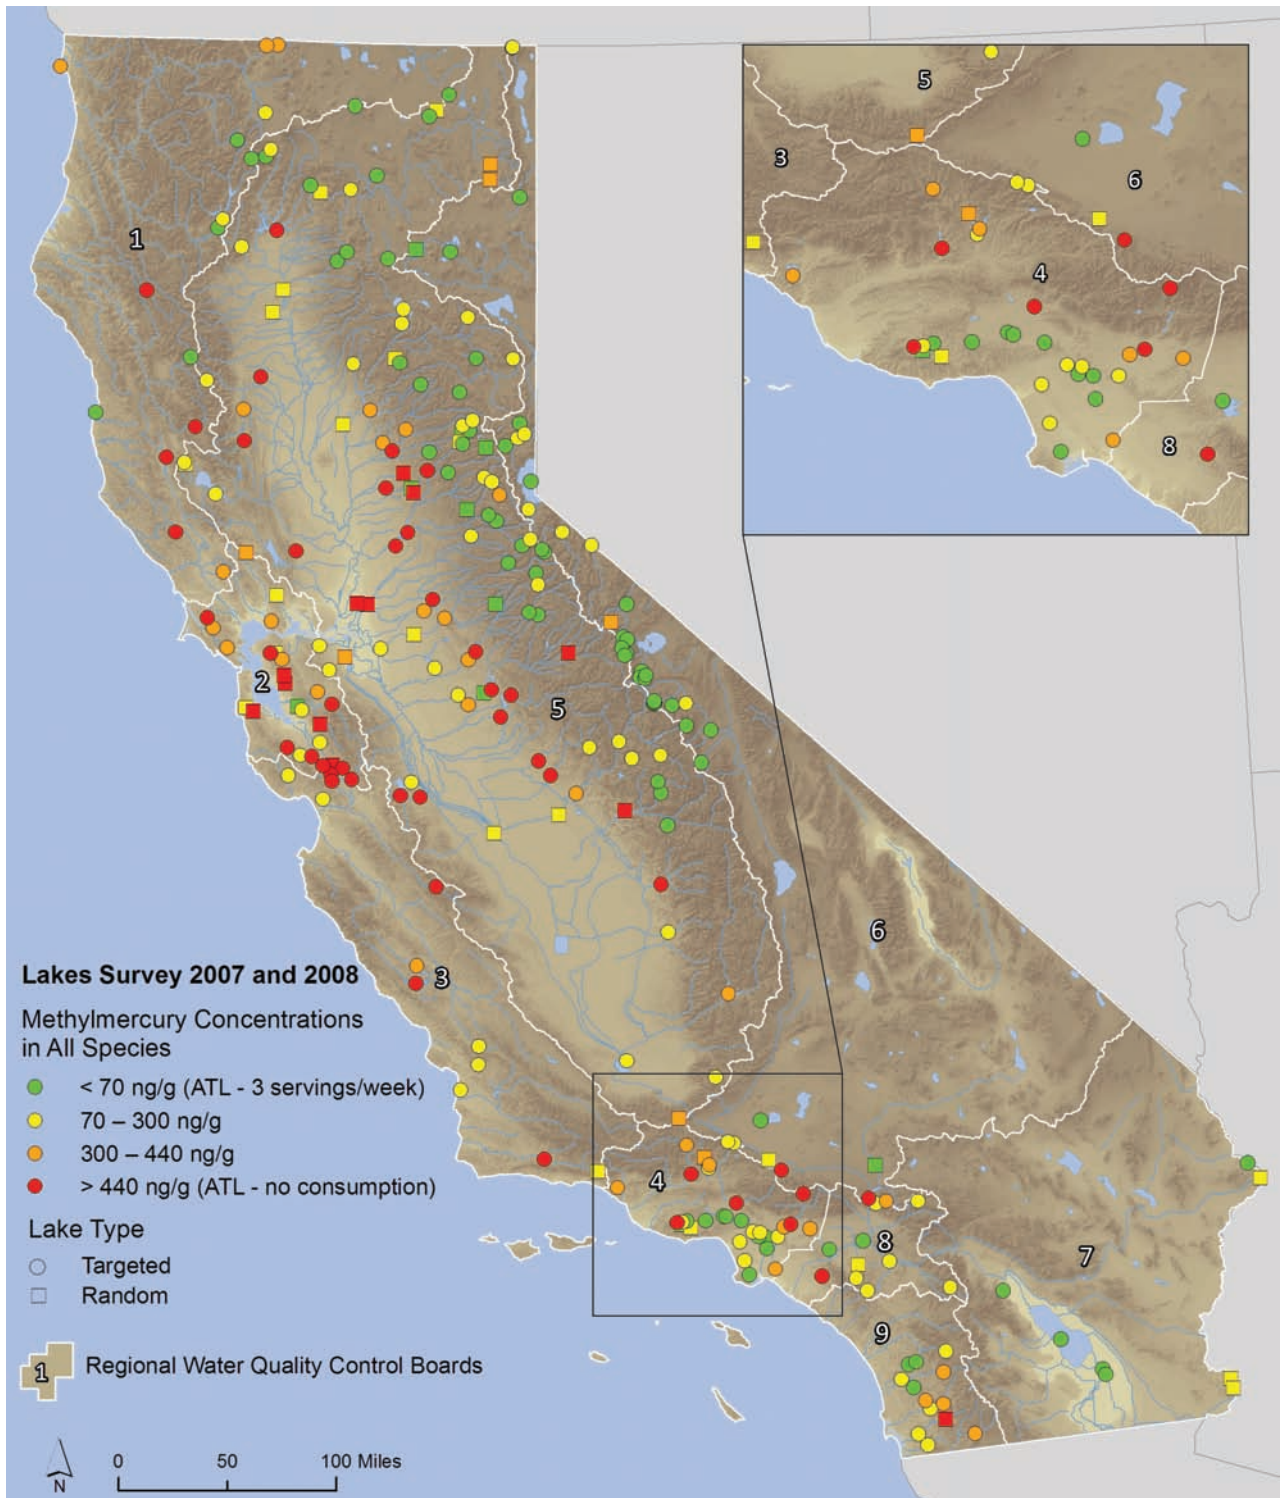 5
3
6
4
8
1
2
5
6
3
4
8
7
9
Lakes Survey 2007 and 2008
Methylmercury Concentrations
in All Species
< 70 ng/g (ATL - 3 servings/week)
70 – 300 ng/g
300 – 440 ng/g
> 440 ng/g (ATL - no consumption)
Lake Type
Targeted
Random
1 Regional Water Quality Control Boards
N
0 50 100 Miles